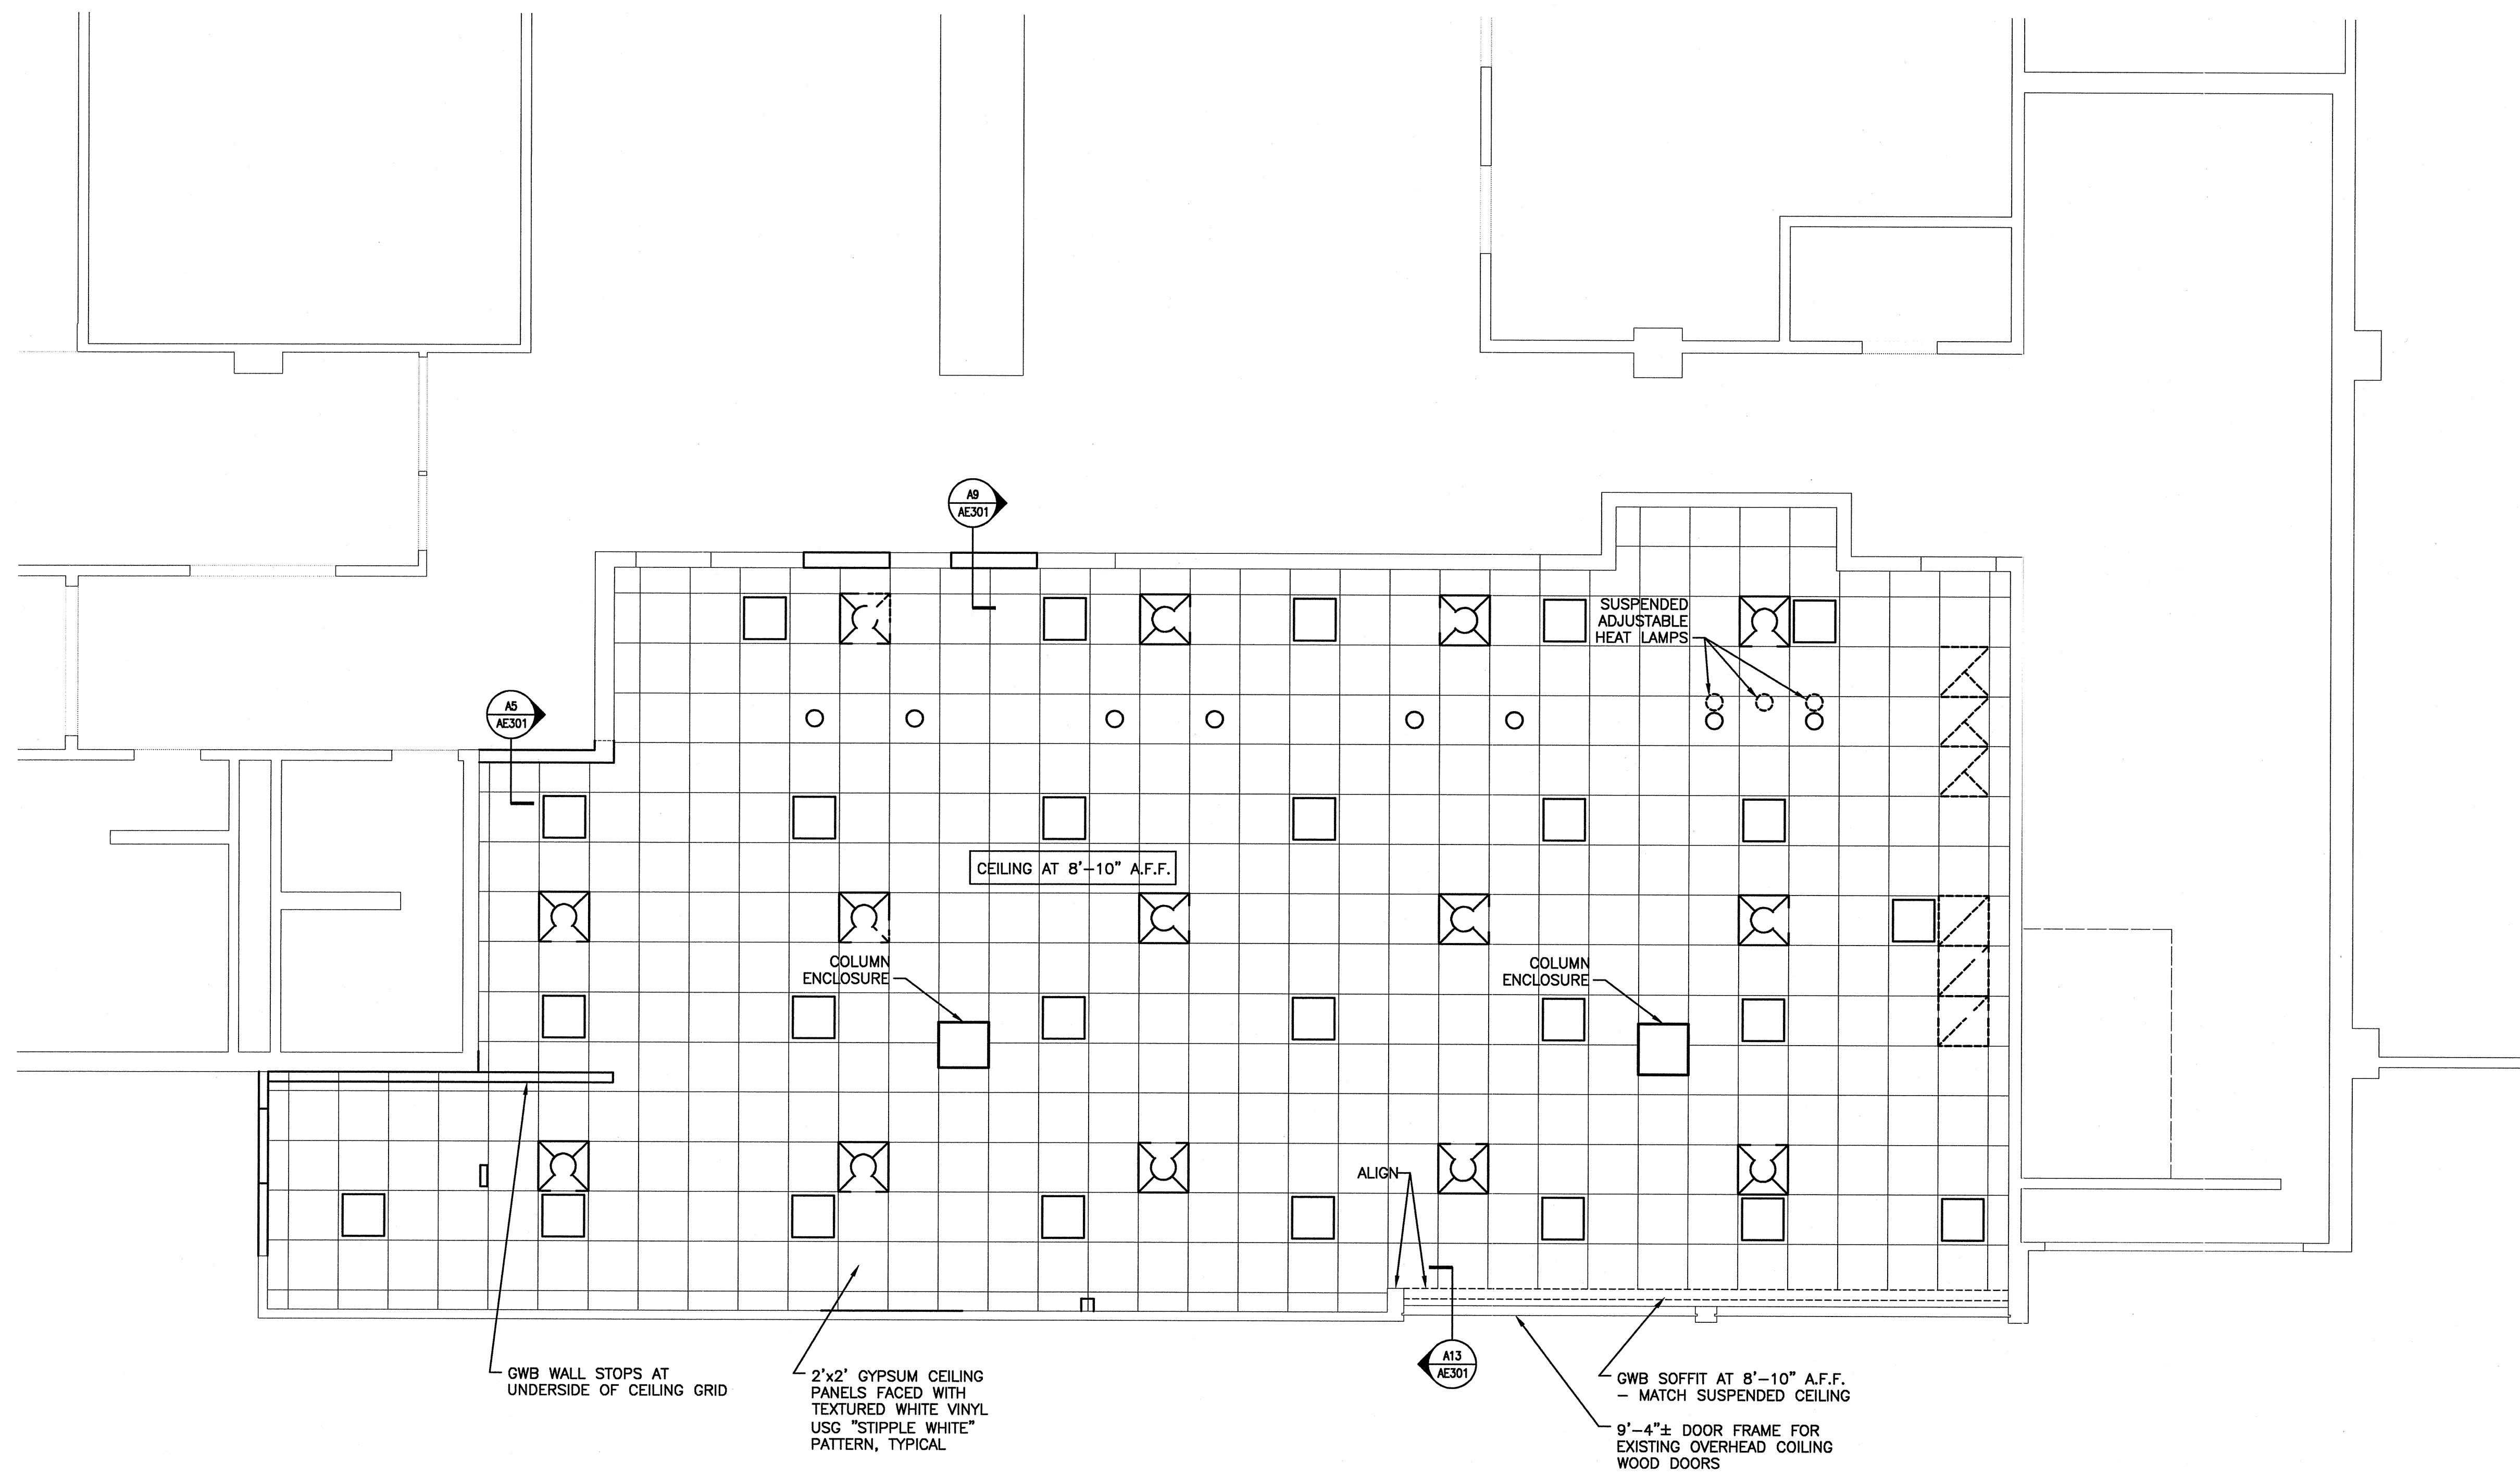 A9
AE301
SUSPENDED
ADJUSTABLE
HEAT LAMPS
A5
AE301
CEILING AT 8'-10" A.F.F.
COLUMN
ENCLOSURE
COLUMN
ENCLOSURE
ALIGN
A13
AE301
GWB WALL STOPS AT
UNDERSIDE OF CEILING GRID
2'x2' GYPSUM CEILING
PANELS FACED WITH
TEXTURED WHITE VINYL
USG "STIPPLE WHITE"
PATTERN, TYPICAL
GWB SOFFIT AT 8'-10" A.F.F.
- MATCH SUSPENDED CEILING
9'-4"± DOOR FRAME FOR
EXISTING OVERHEAD COILING
WOOD DOORS